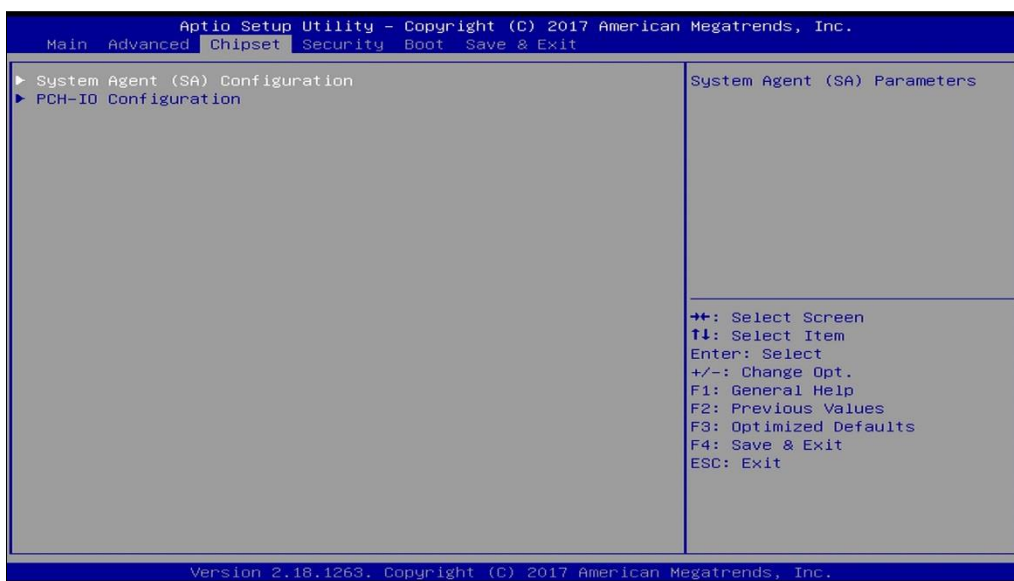 Aptio Setup Utility – Copyright (C) 2017 American Megatrends, Inc.
Main Advanced Chipset Security Boot Save & Exit
► System Agent (SA) Configuration
► PCH-IO Configuration
System Agent (SA) Parameters
→←: Select Screen
↑↓: Select Item
Enter: Select
+/-: Change Opt.
F1: General Help
F2: Previous Values
F3: Optimized Defaults
F4: Save & Exit
ESC: Exit
Version 2.18.1263. Copyright (C) 2017 American Megatrends, Inc.